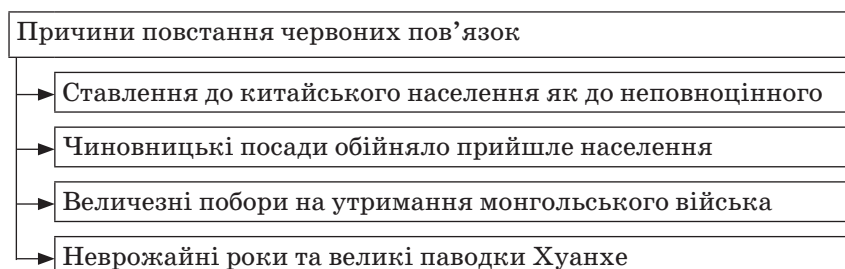 Причини повстання червоних пов’язок
Ставлення до китайського населення як до неповноцінного
Чиновницькі посади обійняло прийшле населення
Величезні побори на утримання монгольського війська
Неврожайні роки та великі паводки Хуанхе